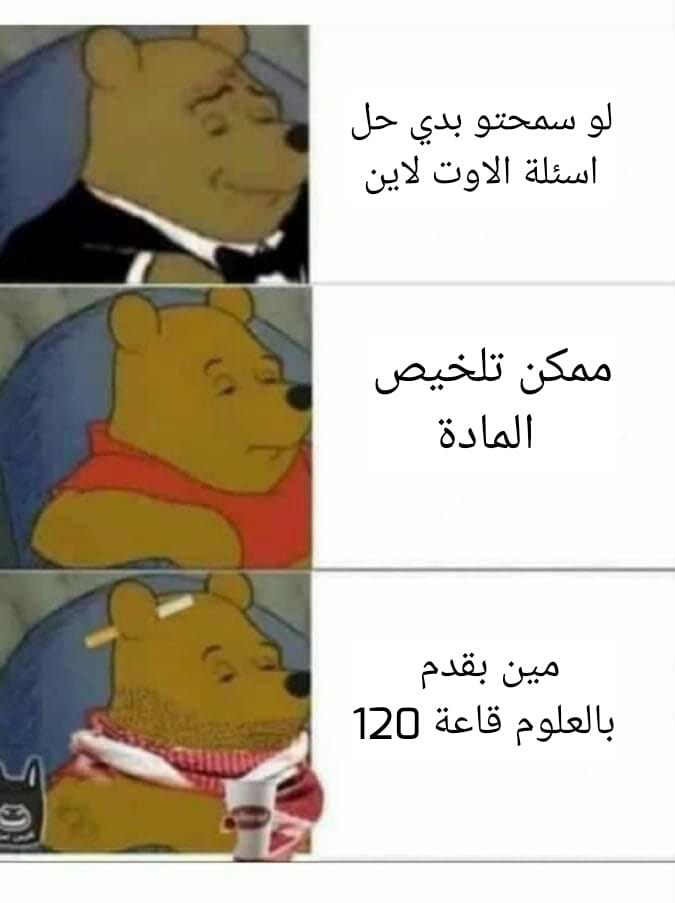 لو سمحتو بدي حل
اسئلة الاوت لاين
ممكن تلخيص
المادة
مين بقدم
بالعلوم قاعة 120